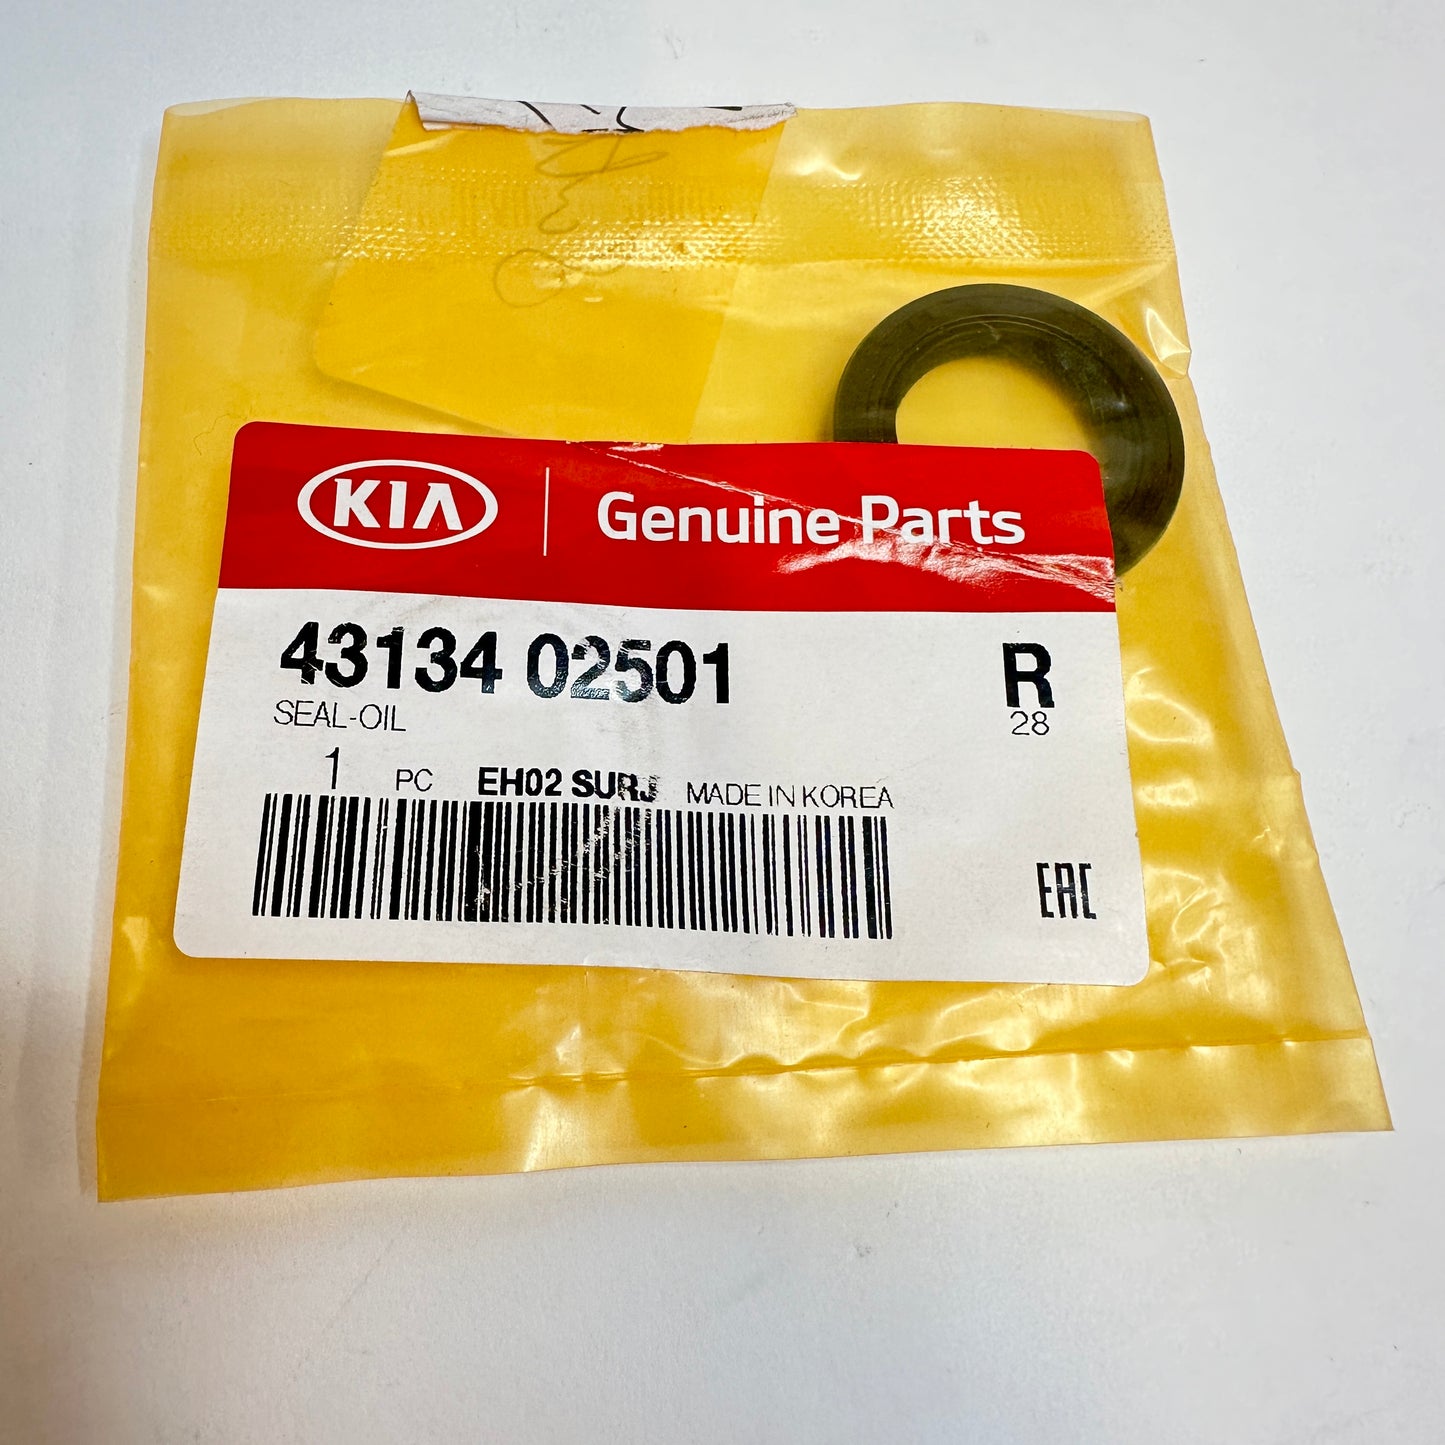 KIA Genuine Parts
43134 02501 R
SEAL-OIL 28
1 PC EH02 SURJ MADE IN KOREA
EAC